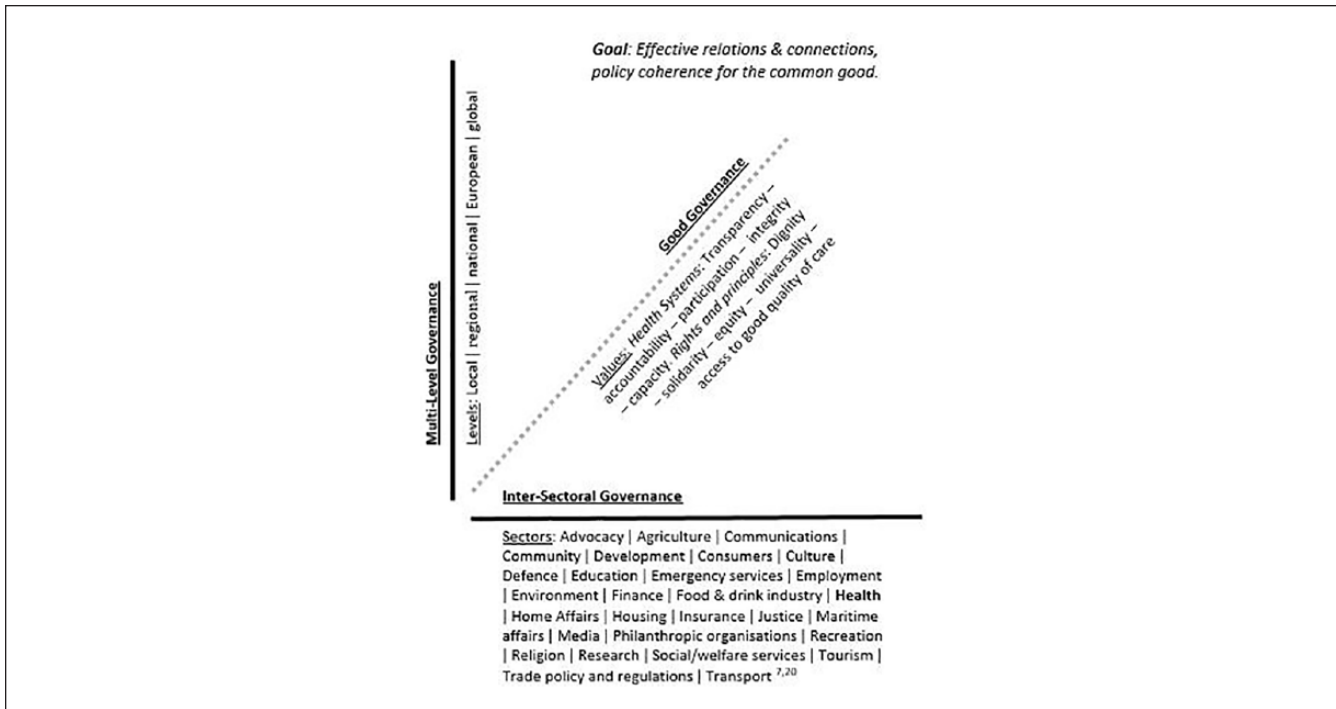 Goal: Effective relations & connections,
policy coherence for the common good.
Multi-Level Governance
Levels: Local | regional | national | European | global
Good Governance
Values: Health Systems: Transparency –
accountability – participation – integrity
– capacity. Rights and principles: Dignity
– solidarity – equity – universality –
access to good quality of care
Inter-Sectoral Governance
Sectors: Advocacy | Agriculture | Communications |
Community | Development | Consumers | Culture |
Defence | Education | Emergency services | Employment
| Environment | Finance | Food & drink industry | Health
| Home Affairs | Housing | Insurance | Justice | Maritime
affairs | Media | Philanthropic organisations | Recreation
| Religion | Research | Social/welfare services | Tourism |
Trade policy and regulations | Transport 7,20